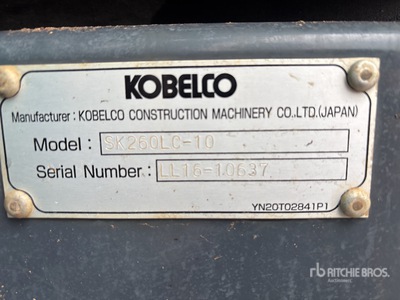 KOBELCO
Manufacturer : KOBELCO CONSTRUCTION MACHINERY CO.,LTD.(JAPAN)
Model : SK260LC-10
Serial Number : LL16-10637
YN20T02841P1
rb RITCHIE BROS.